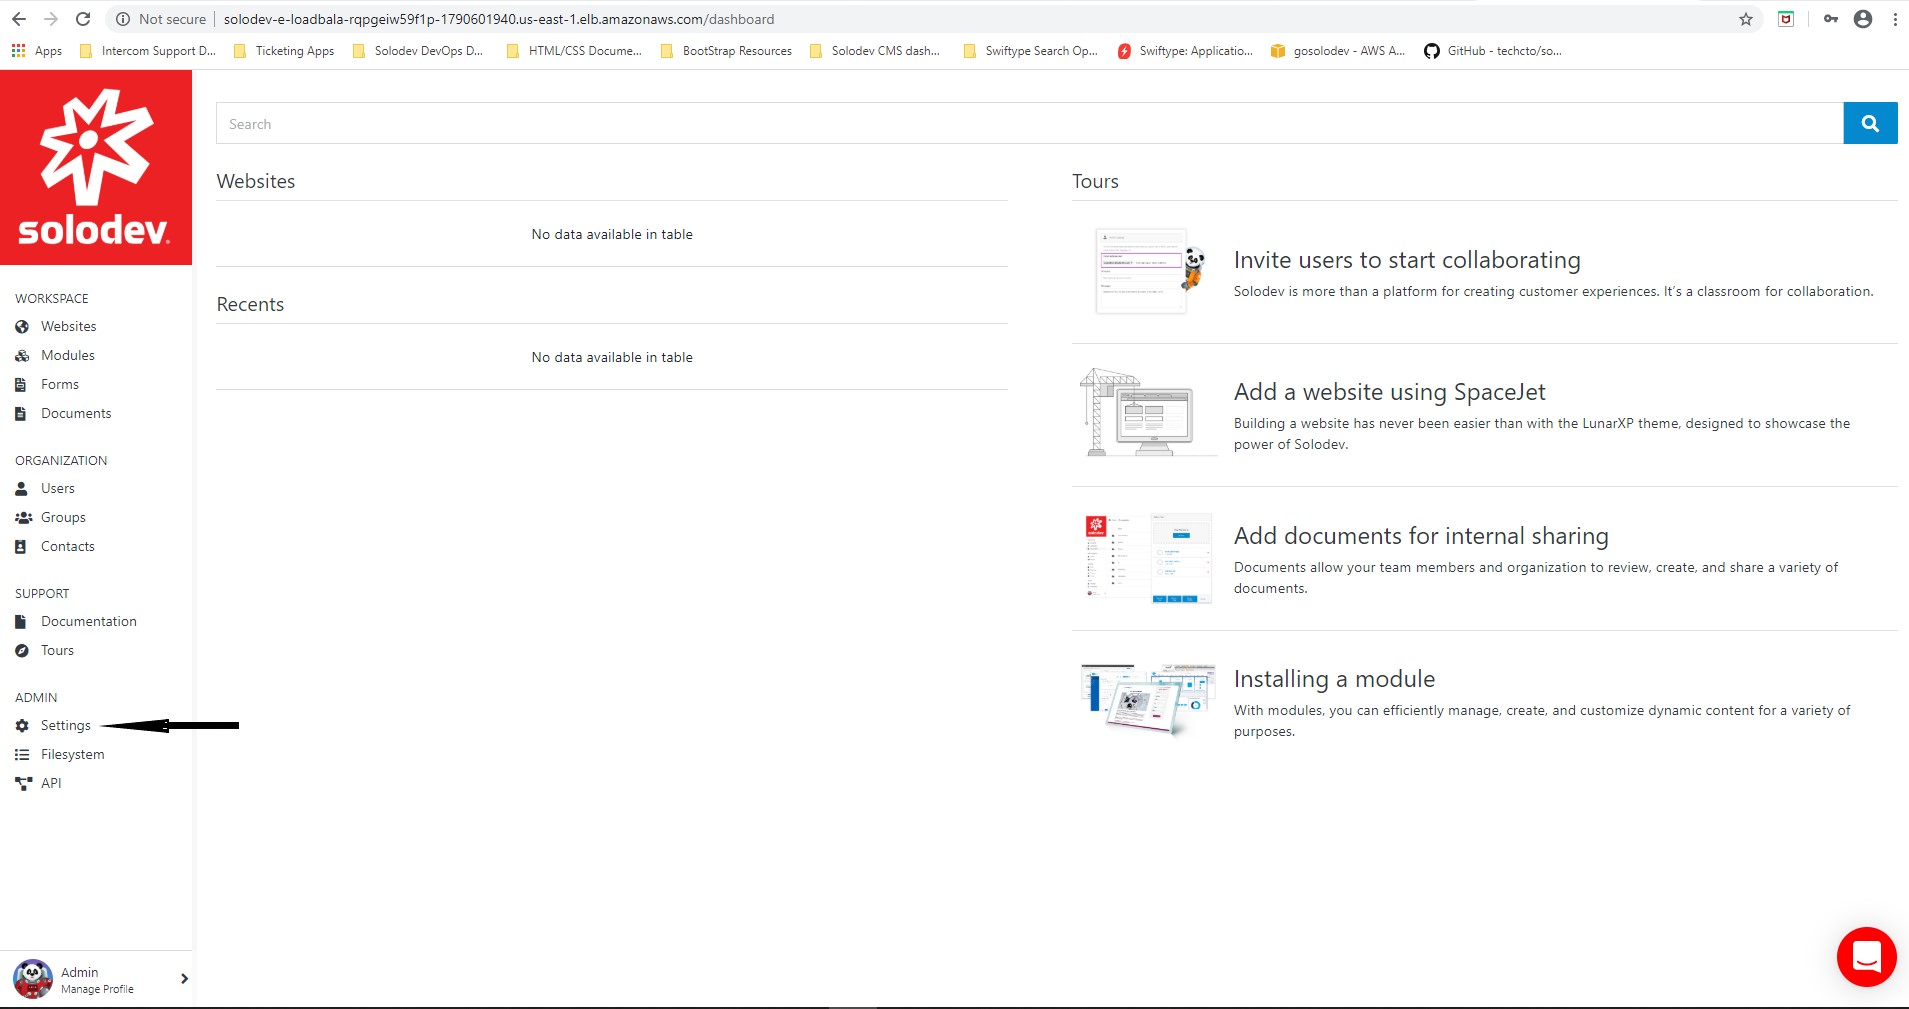 Not secure | solodev-e-loadbala-rqpgeiw59f1p-1790601940.us-east-1.elb.amazonaws.com/dashboard
Apps Intercom Support D... Ticketing Apps Solodev DevOps D... HTML/CSS Docume... BootStrap Resources Solodev CMS dash... Swiftype Search Op... Swiftype: Applicatio... gosolodev - AWS A... GitHub - techcto/so...
solodev
WORKSPACE
Websites
Modules
Forms
Documents
ORGANIZATION
Users
Groups
Contacts
SUPPORT
Documentation
Tours
ADMIN
Settings
Filesystem
API
Admin
Manage Profile
Search
Websites
No data available in table
Recents
No data available in table
Tours
Invite users to start collaborating
Solodev is more than a platform for creating customer experiences. It's a classroom for collaboration.
Add a website using SpaceJet
Building a website has never been easier than with the LunarXP theme, designed to showcase the
power of Solodev.
solodev
Add documents for internal sharing
Documents allow your team members and organization to review, create, and share a variety of
documents.
Installing a module
With modules, you can efficiently manage, create, and customize dynamic content for a variety of
purposes.